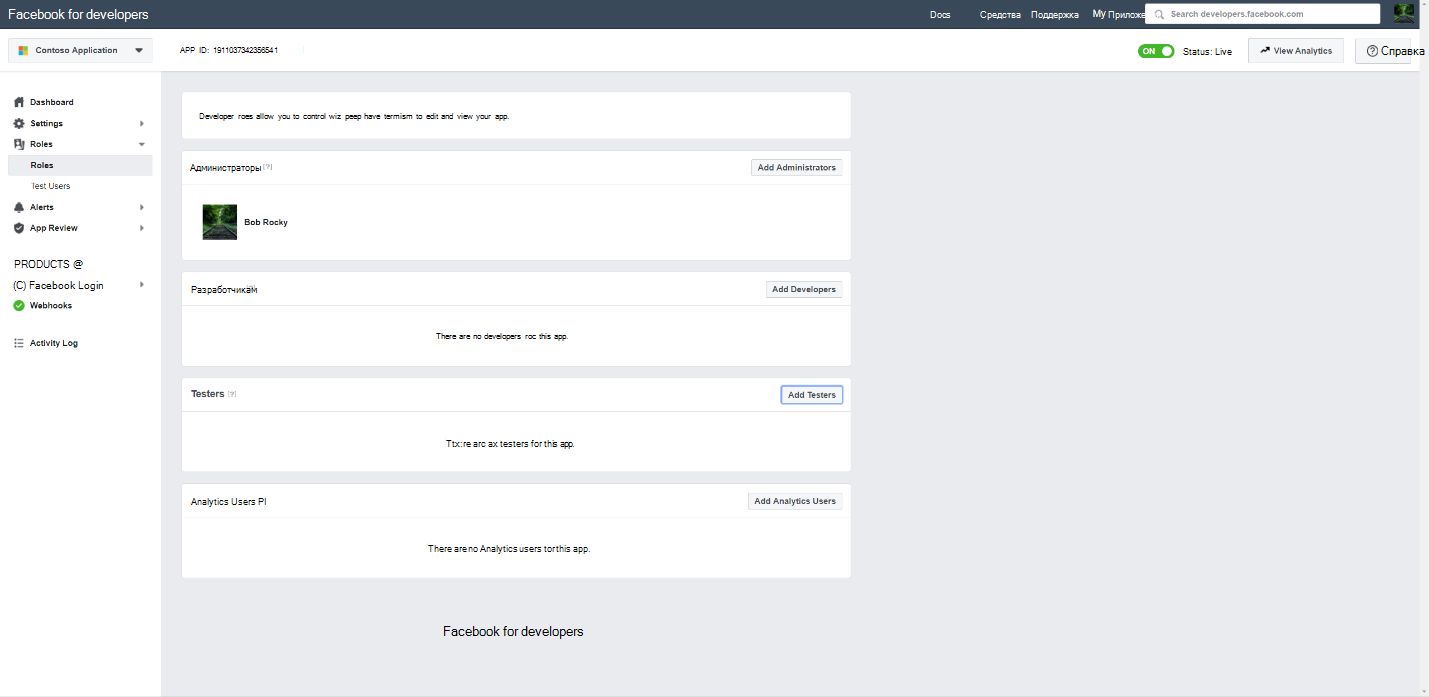 Facebook for developers
Docs Средства Поддержка My Приложе
Search developers.facebook.com
Contoso Application
APP ID: 1911037342356541
ON Status: Live
View Analytics
Справка
Developer roes allow you to control wiz peep have termism to edit and view your app.
Dashboard
Settings
Roles
Roles
Test Users
Alerts
App Review
PRODUCTS @
(C) Facebook Login
Webhooks
Activity Log
Администраторы [?]
Add Administrators
Bob Rocky
Разработчикам
Add Developers
There are no developers roc this app.
Testers [?]
Add Testers
Ttx:re arc ax testers for this app.
Analytics Users PI
Add Analytics Users
There are no Analytics users tor this app.
Facebook for developers